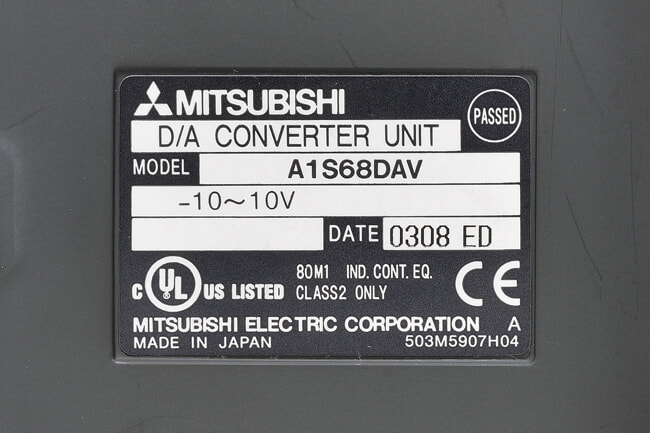 MITSUBISHI
PASSED
D/A CONVERTER UNIT
MODEL A1S68DAV
-10～10V
DATE 0308 ED
C UL US LISTED 80M1 IND. CONT. EQ.
CLASS2 ONLY
CE
MITSUBISHI ELECTRIC CORPORATION A
MADE IN JAPAN 503M5907H04